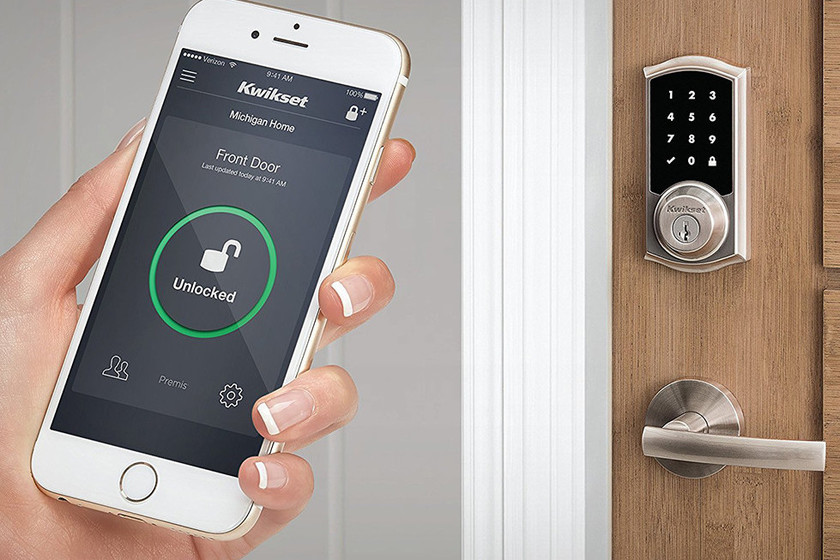 Verizon 9:41 AM 100%
Kwikset
Michigan Home
Front Door
Last updated today at 9:41 AM
Unlocked
Premis
1 2 3
4 5 6
7 8 9
0
Kwikset